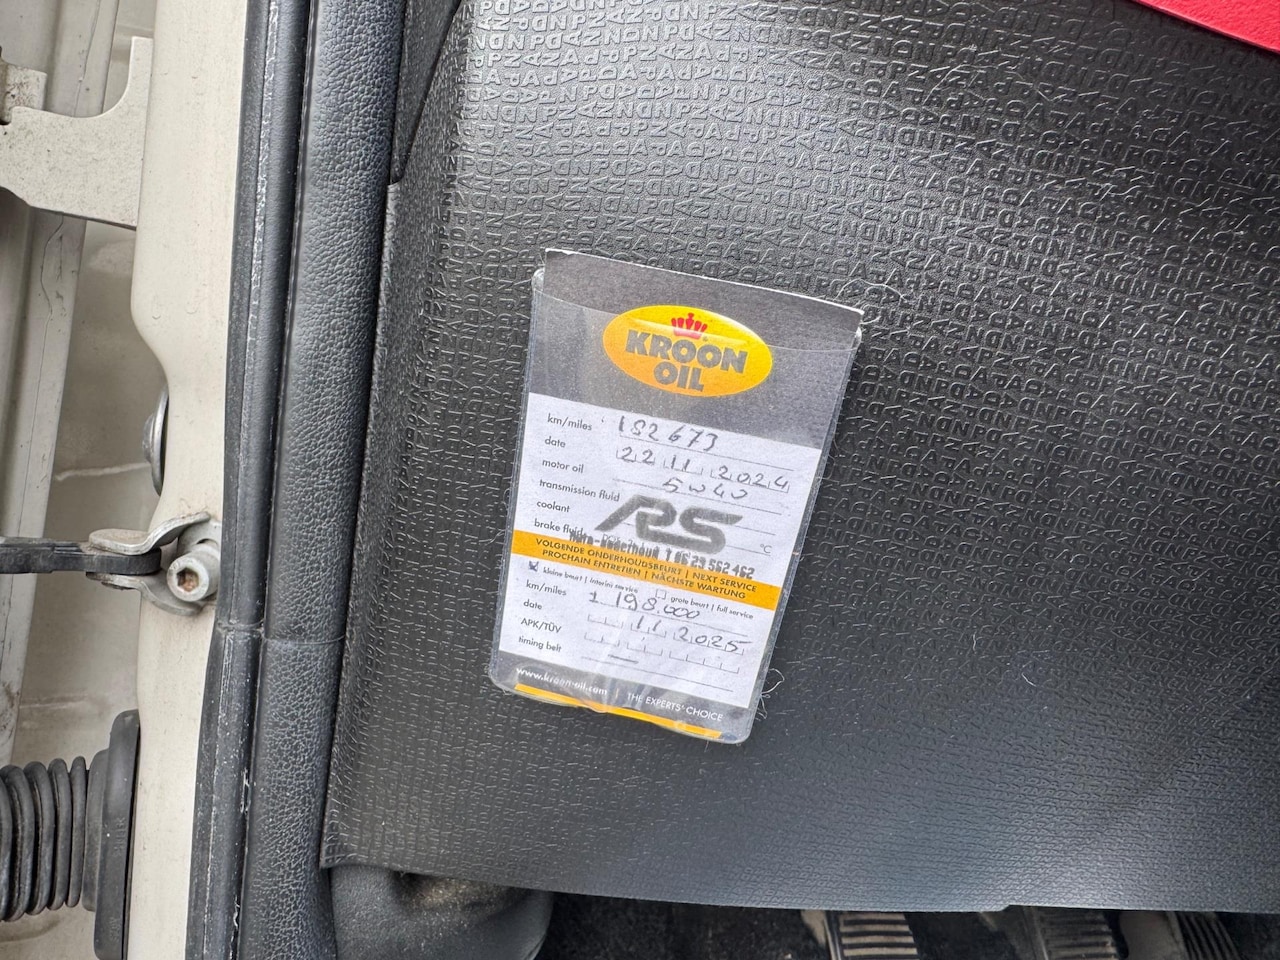 KROON
OIL
km/miles 182673
date 22 11 2024
motor oil 5w40
transmission fluid
coolant
RS
brake fluid °C
VOLGENDE ONDERHOUDSBEURT | NEXT SERVICE
PROCHAIN ENTRETIEN | NÄCHSTE WARTUNG
x kleine beurt | interim service grote beurt | full service
km/miles ± 198.000
date 11 2025
APK/TÜV
timing belt —
www.kroon-oil.com | THE EXPERTS' CHOICE